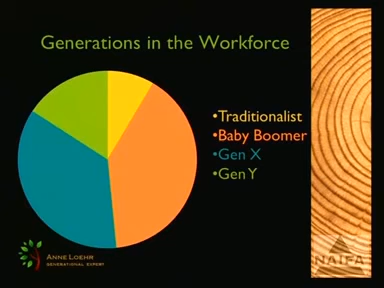 Generations in the Workforce
•Traditionalist
•Baby Boomer
•Gen X
•Gen Y
ANNE LOEHR
GENERATIONAL EXPERT
NAIFA